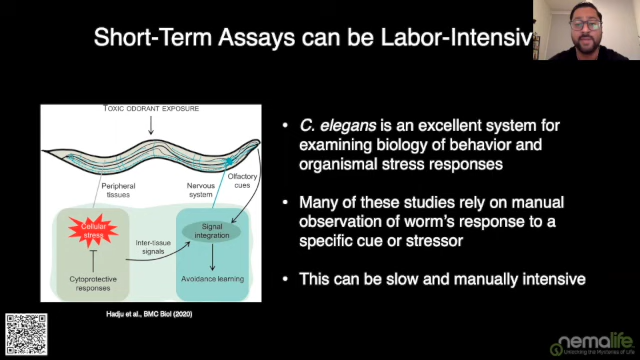 Short-Term Assays can be Labor-Intensiv
TOXIC ODORANT EXPOSURE
Peripheral
tissues
Nervous
system
Olfactory
cues
Cellular
stress
Signal
integration
Inter-tissue
signals
Cytoprotective
responses
Avoidance learning
Hadju et al., BMC Biol (2020)
• C. elegans is an excellent system for
examining biology of behavior and
organismal stress responses
• Many of these studies rely on manual
observation of worm's response to a
specific cue or stressor
• This can be slow and manually intensive
nemalife
Unlocking the Mysteries of Life